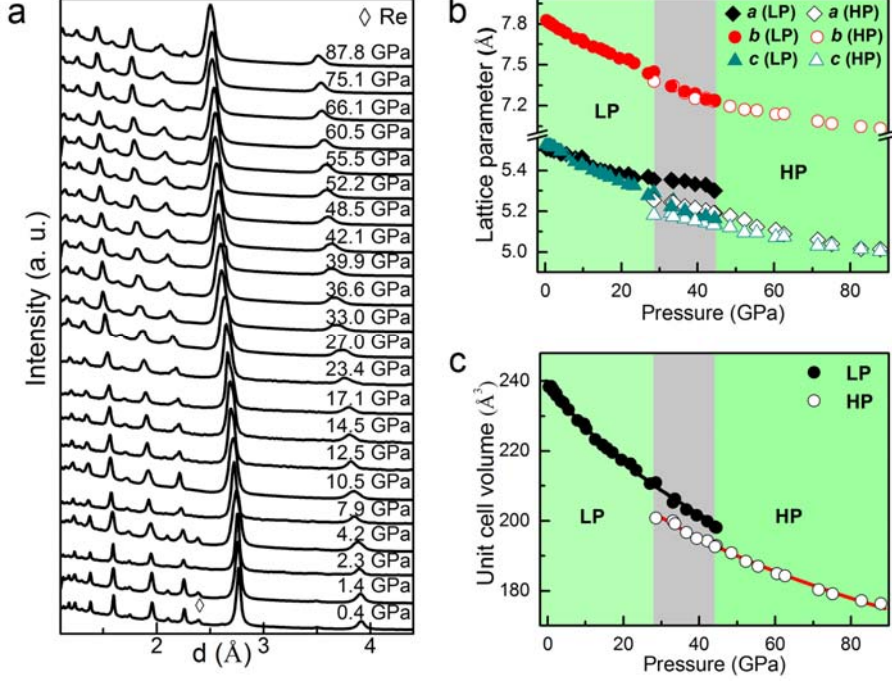 a
◊ Re
87.8 GPa
75.1 GPa
66.1 GPa
60.5 GPa
55.5 GPa
52.2 GPa
48.5 GPa
42.1 GPa
39.9 GPa
36.6 GPa
33.0 GPa
27.0 GPa
23.4 GPa
17.1 GPa
14.5 GPa
12.5 GPa
10.5 GPa
7.9 GPa
4.2 GPa
2.3 GPa
1.4 GPa
0.4 GPa
Intensity (a. u.)
2 3 4
d (Å)
b
a (LP) a (HP)
b (LP) b (HP)
c (LP) c (HP)
7.8
7.5
7.2
5.4
5.2
5.0
Lattice parameter (Å)
LP
HP
0 20 40 60 80
Pressure (GPa)
c
LP
HP
240
220
200
180
Unit cell volume (Å³)
LP
HP
0 20 40 60 80
Pressure (GPa)